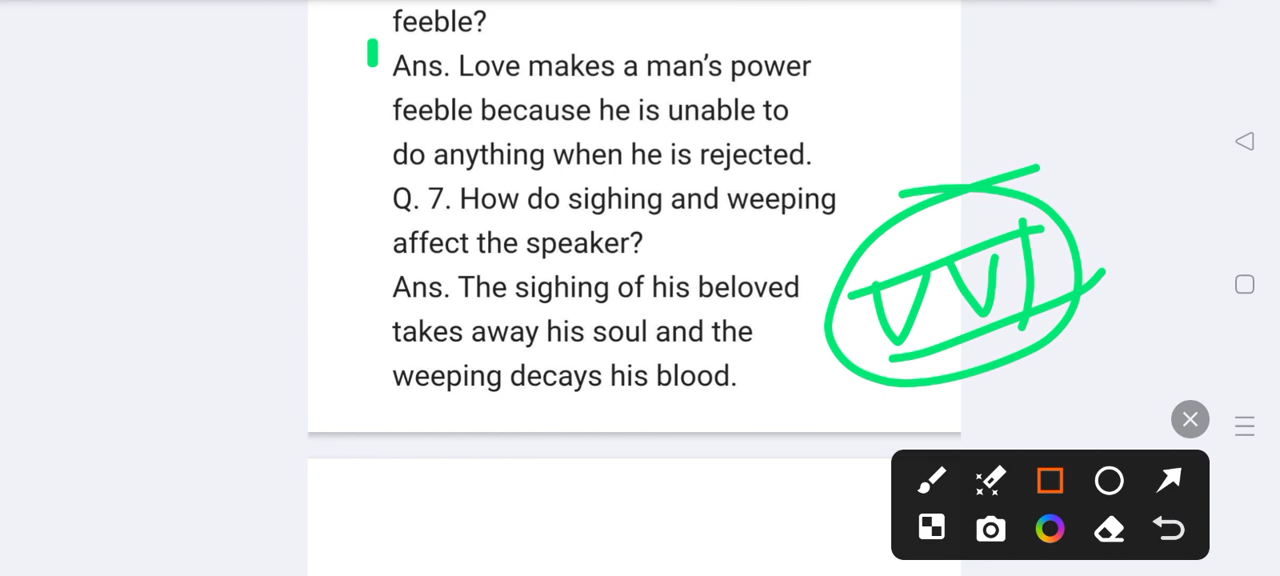 feeble?
Ans. Love makes a man’s power
feeble because he is unable to
do anything when he is rejected.
Q. 7. How do sighing and weeping
affect the speaker?
Ans. The sighing of his beloved
takes away his soul and the
weeping decays his blood.
VVI